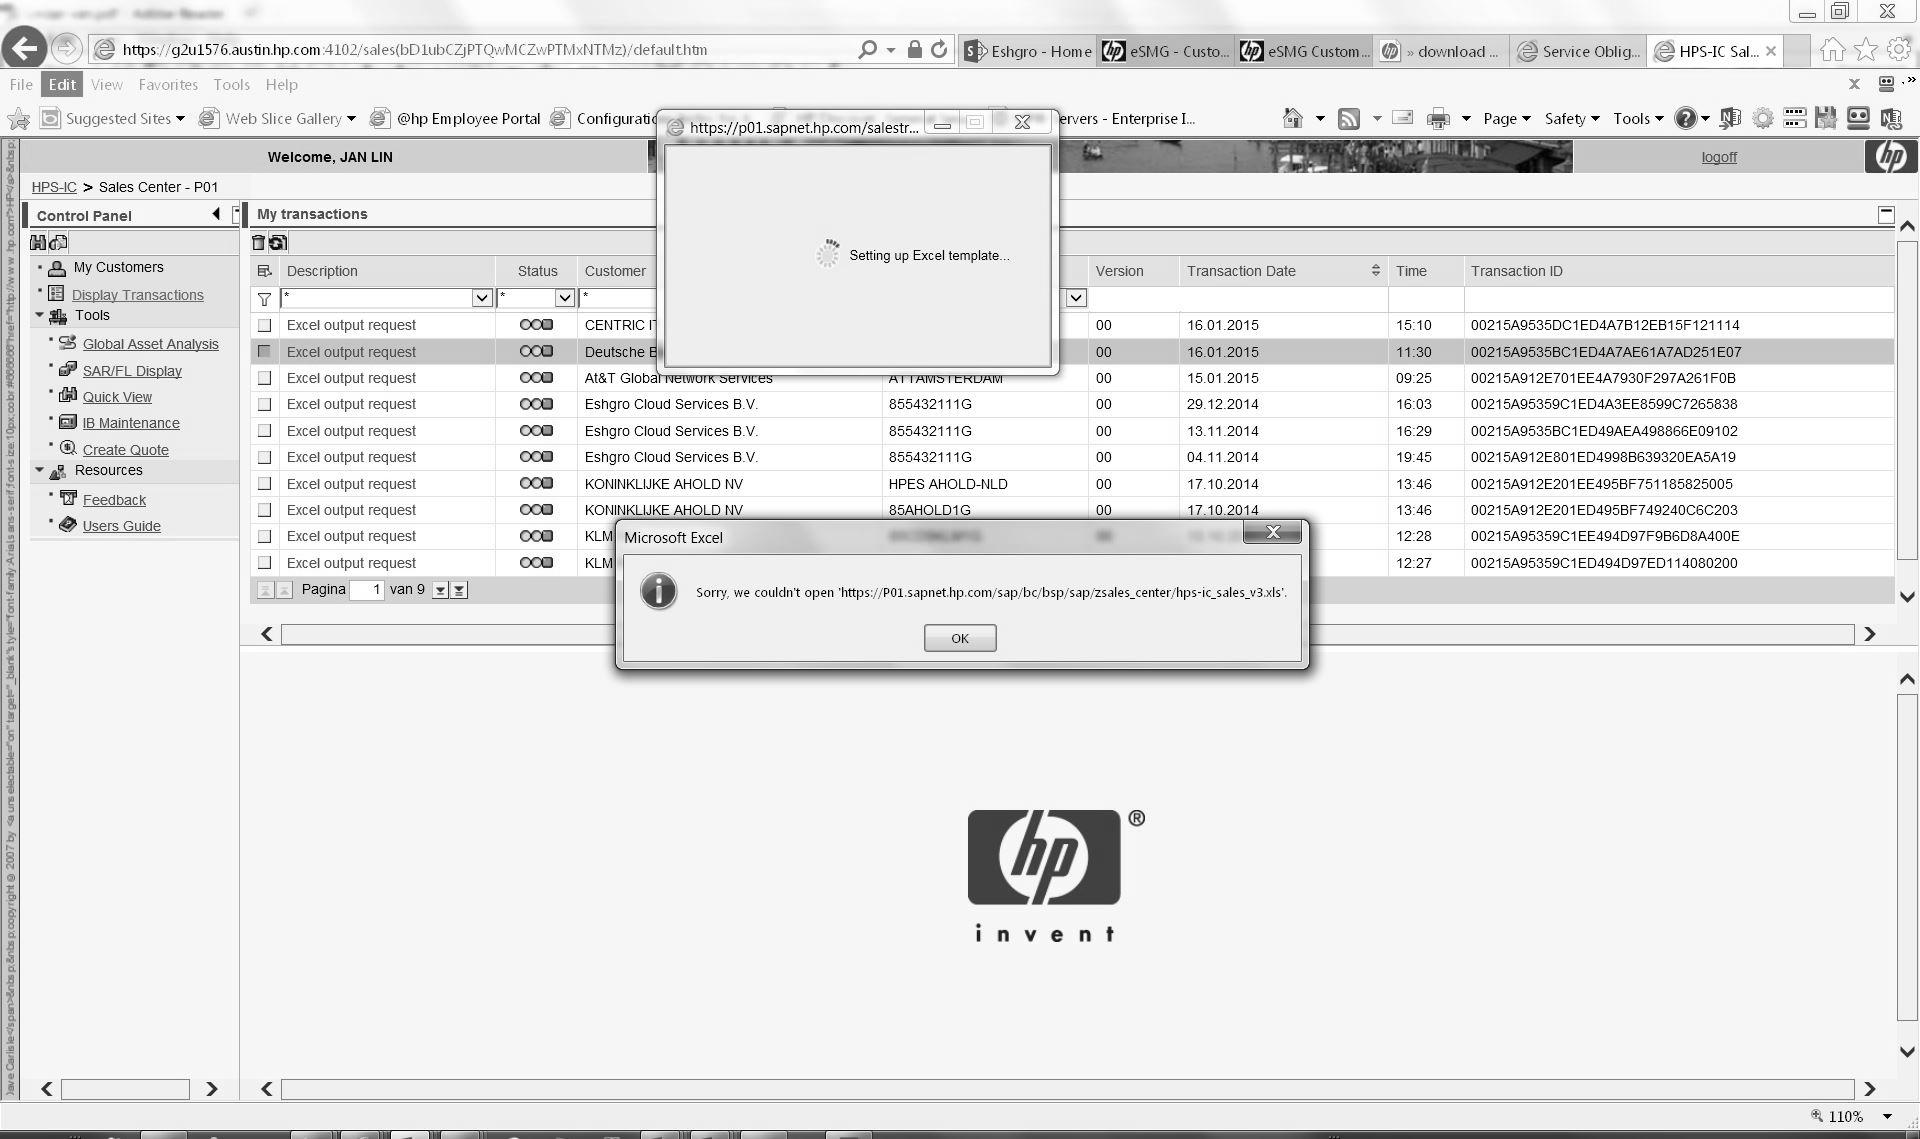 https://g2u1576.austin.hp.com:4102/sales(bD1ubCZjPTQwMCZwPTMxNTMz)/default.htm
Eshgro - Home
eSMG - Custo...
eSMG Custom...
» download ...
Service Oblig...
HPS-IC Sal...
File Edit View Favorites Tools Help
Suggested Sites
Web Slice Gallery
@hp Employee Portal
Configuratio
ervers - Enterprise I...
Page
Safety
Tools
https://p01.sapnet.hp.com/salestr...
Setting up Excel template...
Welcome, JAN LIN
logoff
hp
HPS-IC > Sales Center - P01
Control Panel
My Customers
Display Transactions
Tools
Global Asset Analysis
SAR/FL Display
Quick View
IB Maintenance
Create Quote
Resources
Feedback
Users Guide
My transactions
Description Status Customer Version Transaction Date Time Transaction ID
* * *
Excel output request CENTRIC IT 00 16.01.2015 15:10 00215A9535DC1ED4A7B12EB15F121114
Excel output request Deutsche B 00 16.01.2015 11:30 00215A9535BC1ED4A7AE61A7AD251E07
Excel output request At&T Global Network Services ATTAMSTERDAM 00 15.01.2015 09:25 00215A912E701EE4A7930F297A261F0B
Excel output request Eshgro Cloud Services B.V. 855432111G 00 29.12.2014 16:03 00215A95359C1ED4A3EE8599C7265838
Excel output request Eshgro Cloud Services B.V. 855432111G 00 13.11.2014 16:29 00215A9535BC1ED49AEA498866E09102
Excel output request Eshgro Cloud Services B.V. 855432111G 00 04.11.2014 19:45 00215A912E801ED4998B639320EA5A19
Excel output request KONINKLIJKE AHOLD NV HPES AHOLD-NLD 00 17.10.2014 13:46 00215A912E201EE495BF751185825005
Excel output request KONINKLIJKE AHOLD NV 85AHOLD1G 00 17.10.2014 13:46 00215A912E201ED495BF749240C6C203
Excel output request KLM 12:28 00215A95359C1EE494D97F9B6D8A400E
Excel output request KLM 12:27 00215A95359C1ED494D97ED114080200
Pagina 1 van 9
Microsoft Excel
Sorry, we couldn't open 'https://P01.sapnet.hp.com/sap/bc/bsp/sap/zsales_center/hps-ic_sales_v3.xls'.
OK
hp ®
invent
110%